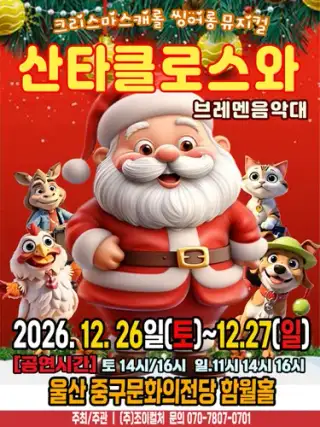 크리스마스캐롤 씽어롱 뮤지컬
산타클로스와
브레멘음악대
2026. 12. 26일(토)~12.27(일)
[공연시간] 토 14시/16시 일.11시 14시 16시
울산 중구문화의전당 함월홀
주최/주관 | (주)조이컬처 문의 070-7807-0701